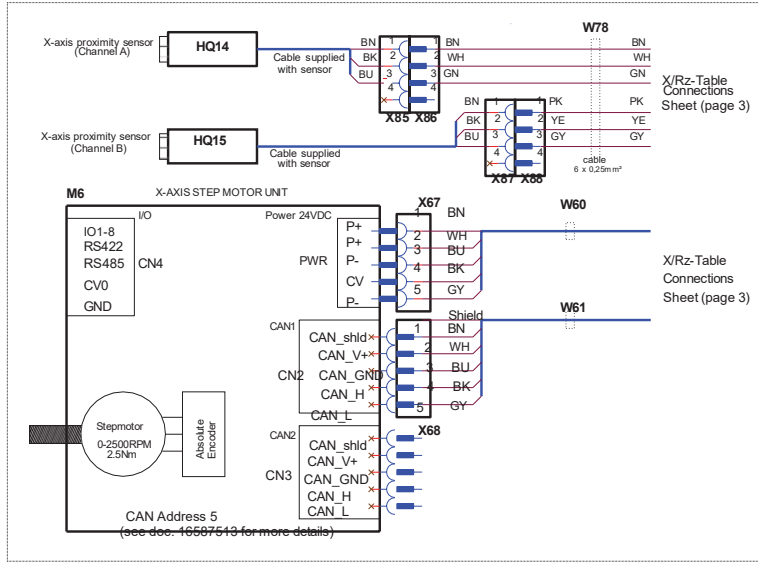 W78
X-axis proximity sensor
(Channel A)
HQ14
Cable supplied
with sensor
BN
BK
BU
1
2
3
4
1
2
3
4
X85
X86
BN
WH
GN
BN
WH
GN
X/Rz-Table
Connections
Sheet (page 3)
X-axis proximity sensor
(Channel B)
HQ15
Cable supplied
with sensor
BN
BK
BU
1
2
3
4
1
2
3
4
X87
X88
PK
YE
GY
PK
YE
GY
cable
6 x 0,25mm²
M6
X-AXIS STEP MOTOR UNIT
I/O
IO1-8
RS422
RS485
CV0
GND
CN4
Power 24VDC
PWR
P+
P+
P-
CV
P-
X67
1
2
3
4
5
BN
WH
BU
BK
GY
W60
X/Rz-Table
Connections
Sheet (page 3)
W61
CAN1
CN2
CAN_shld
CAN_V+
CAN_GND
CAN_H
CAN_L
Shield
1
2
3
4
5
BN
WH
BU
BK
GY
X68
CAN2
CN3
CAN_shld
CAN_V+
CAN_GND
CAN_H
CAN_L
Stepmotor
0-2500RPM
2.5Nm
Absolute
Encoder
CAN Address 5
(see doc. 16587513 for more details)